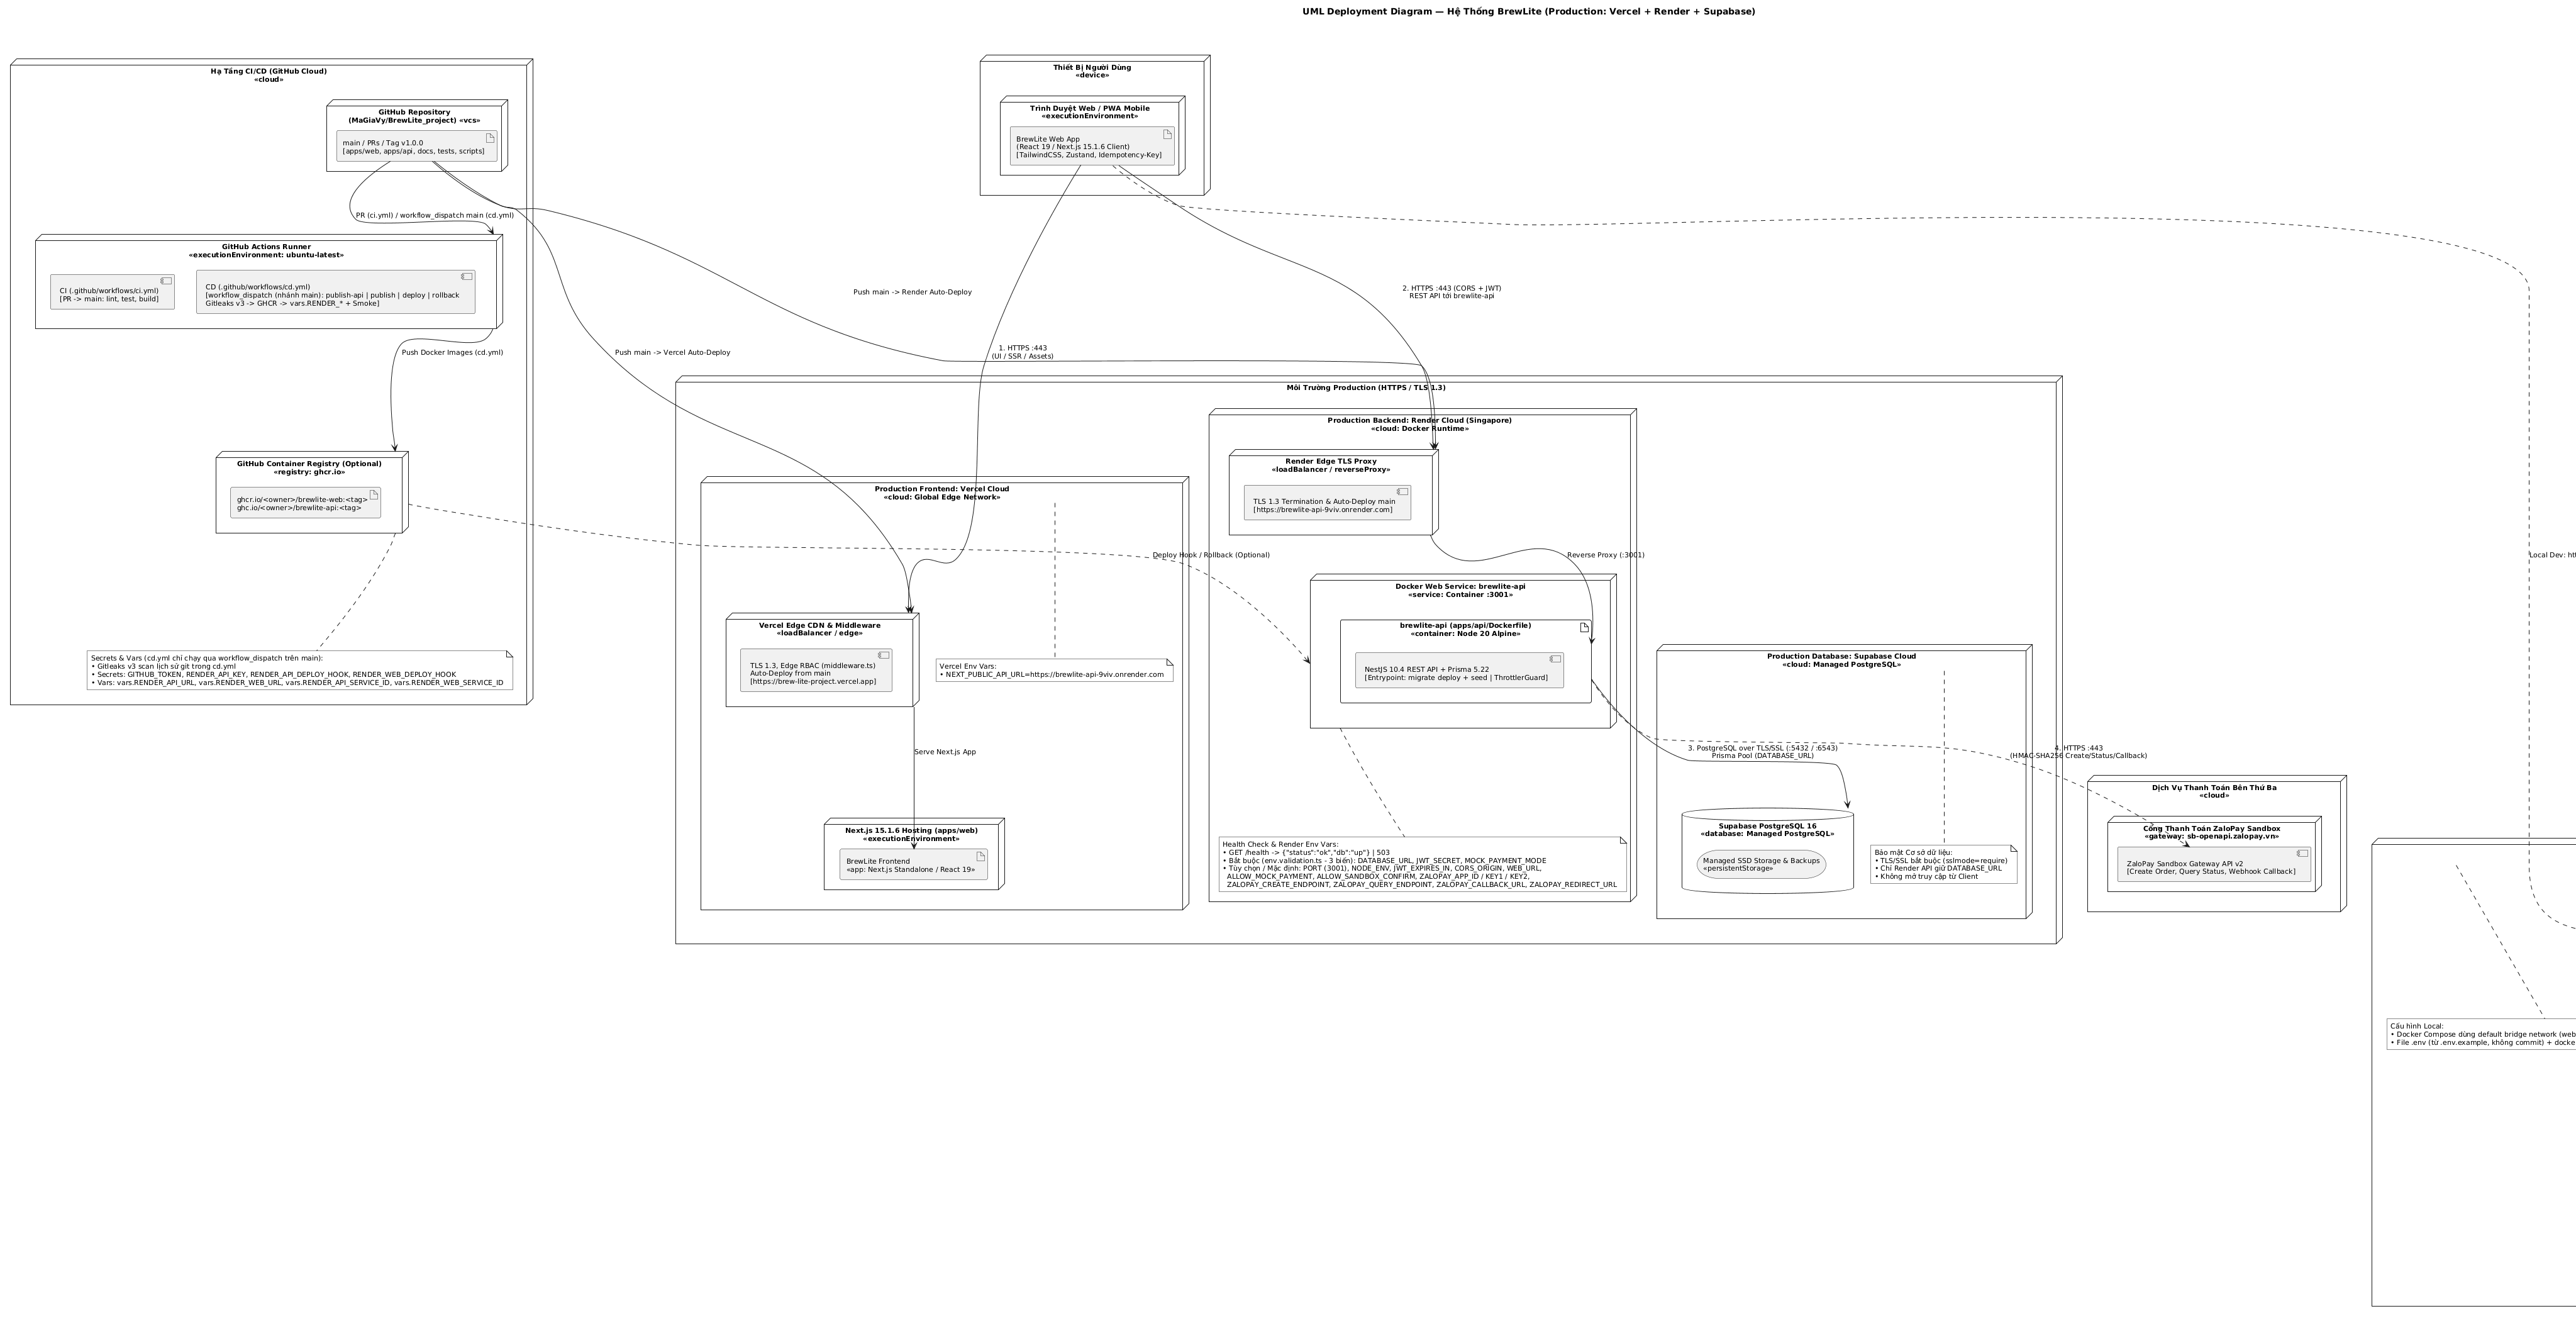 UML Deployment Diagram — Hệ Thống BrewLite (Production: Vercel + Render + Supabase)
Hạ Tầng CI/CD (GitHub Cloud)
«cloud»
GitHub Repository
(MaGiaVy/BrewLite_project) «vcs»
main / PRs / Tag v1.0.0
[apps/web, apps/api, docs, tests, scripts]
PR (ci.yml) / workflow_dispatch main (cd.yml)
GitHub Actions Runner
«executionEnvironment: ubuntu-latest»
CI (.github/workflows/ci.yml)
[PR -> main: lint, test, build]
CD (.github/workflows/cd.yml)
[workflow_dispatch (nhánh main): publish-api | publish | deploy | rollback
Gitleaks v3 -> GHCR -> vars.RENDER_* + Smoke]
Push Docker Images (cd.yml)
GitHub Container Registry (Optional)
«registry: ghcr.io»
ghcr.io/<owner>/brewlite-web:<tag>
ghc.io/<owner>/brewlite-api:<tag>
Secrets & Vars (cd.yml chỉ chạy qua workflow_dispatch trên main):
• Gitleaks v3 scan lịch sử git trong cd.yml
• Secrets: GITHUB_TOKEN, RENDER_API_KEY, RENDER_API_DEPLOY_HOOK, RENDER_WEB_DEPLOY_HOOK
• Vars: vars.RENDER_API_URL, vars.RENDER_WEB_URL, vars.RENDER_API_SERVICE_ID, vars.RENDER_WEB_SERVICE_ID
Thiết Bị Người Dùng
«device»
Trình Duyệt Web / PWA Mobile
«executionEnvironment»
BrewLite Web App
(React 19 / Next.js 15.1.6 Client)
[TailwindCSS, Zustand, Idempotency-Key]
Push main -> Render Auto-Deploy
Push main -> Vercel Auto-Deploy
1. HTTPS :443
(UI / SSR / Assets)
2. HTTPS :443 (CORS + JWT)
REST API tới brewlite-api
Môi Trường Production (HTTPS / TLS 1.3)
Production Frontend: Vercel Cloud
«cloud: Global Edge Network»
Vercel Edge CDN & Middleware
«loadBalancer / edge»
TLS 1.3, Edge RBAC (middleware.ts)
Auto-Deploy from main
[https://brew-lite-project.vercel.app]
Vercel Env Vars:
• NEXT_PUBLIC_API_URL=https://brewlite-api-9viv.onrender.com
Serve Next.js App
Next.js 15.1.6 Hosting (apps/web)
«executionEnvironment»
BrewLite Frontend
«app: Next.js Standalone / React 19»
Deploy Hook / Rollback (Optional)
Production Backend: Render Cloud (Singapore)
«cloud: Docker Runtime»
Render Edge TLS Proxy
«loadBalancer / reverseProxy»
TLS 1.3 Termination & Auto-Deploy main
[https://brewlite-api-9viv.onrender.com]
Reverse Proxy (:3001)
Docker Web Service: brewlite-api
«service: Container :3001»
brewlite-api (apps/api/Dockerfile)
«container: Node 20 Alpine»
NestJS 10.4 REST API + Prisma 5.22
[Entrypoint: migrate deploy + seed | ThrottlerGuard]
Health Check & Render Env Vars:
• GET /health -> {"status":"ok","db":"up"} | 503
• Bắt buộc (env.validation.ts - 3 biến): DATABASE_URL, JWT_SECRET, MOCK_PAYMENT_MODE
• Tùy chọn / Mặc định: PORT (3001), NODE_ENV, JWT_EXPIRES_IN, CORS_ORIGIN, WEB_URL,
ALLOW_MOCK_PAYMENT, ALLOW_SANDBOX_CONFIRM, ZALOPAY_APP_ID / KEY1 / KEY2,
ZALOPAY_CREATE_ENDPOINT, ZALOPAY_QUERY_ENDPOINT, ZALOPAY_CALLBACK_URL, ZALOPAY_REDIRECT_URL
Production Database: Supabase Cloud
«cloud: Managed PostgreSQL»
3. PostgreSQL over TLS/SSL (:5432 / :6543)
Prisma Pool (DATABASE_URL)
Supabase PostgreSQL 16
«database: Managed PostgreSQL»
Managed SSD Storage & Backups
«persistentStorage»
Bảo mật Cơ sở dữ liệu:
• TLS/SSL bắt buộc (sslmode=require)
• Chỉ Render API giữ DATABASE_URL
• Không mở truy cập từ Client
4. HTTPS :443
(HMAC-SHA256 Create/Status/Callback)
Dịch Vụ Thanh Toán Bên Thứ Ba
«cloud»
Cổng Thanh Toán ZaloPay Sandbox
«gateway: sb-openapi.zalopay.vn»
ZaloPay Sandbox Gateway API v2
[Create Order, Query Status, Webhook Callback]
Local Dev: ht
Cấu hình Local:
• Docker Compose dùng default bridge network (web
• File .env (từ .env.example, không commit) + docke